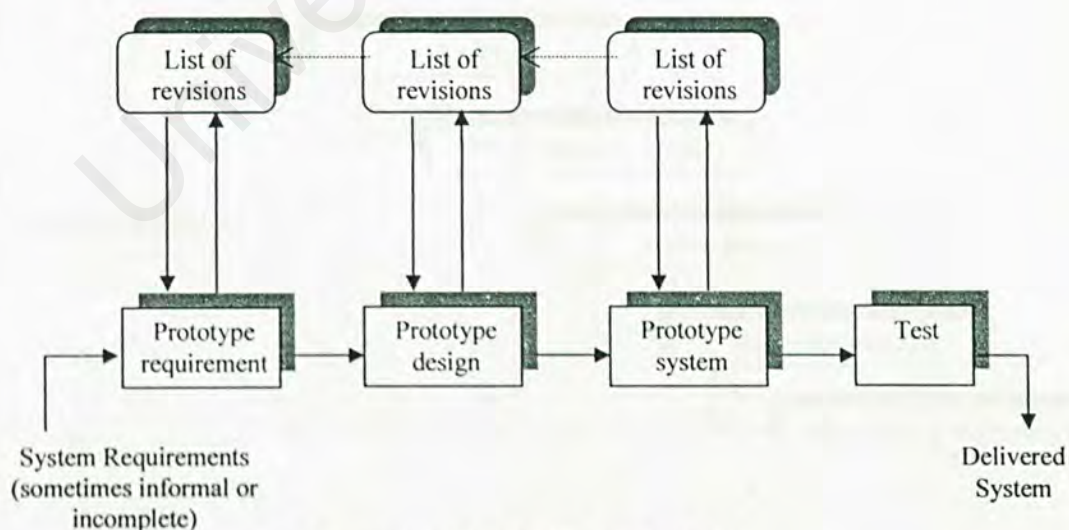 List of
revisions
List of
revisions
List of
revisions
Prototype
requirement
Prototype
design
Prototype
system
Test
System Requirements
(sometimes informal or
incomplete)
Delivered
System